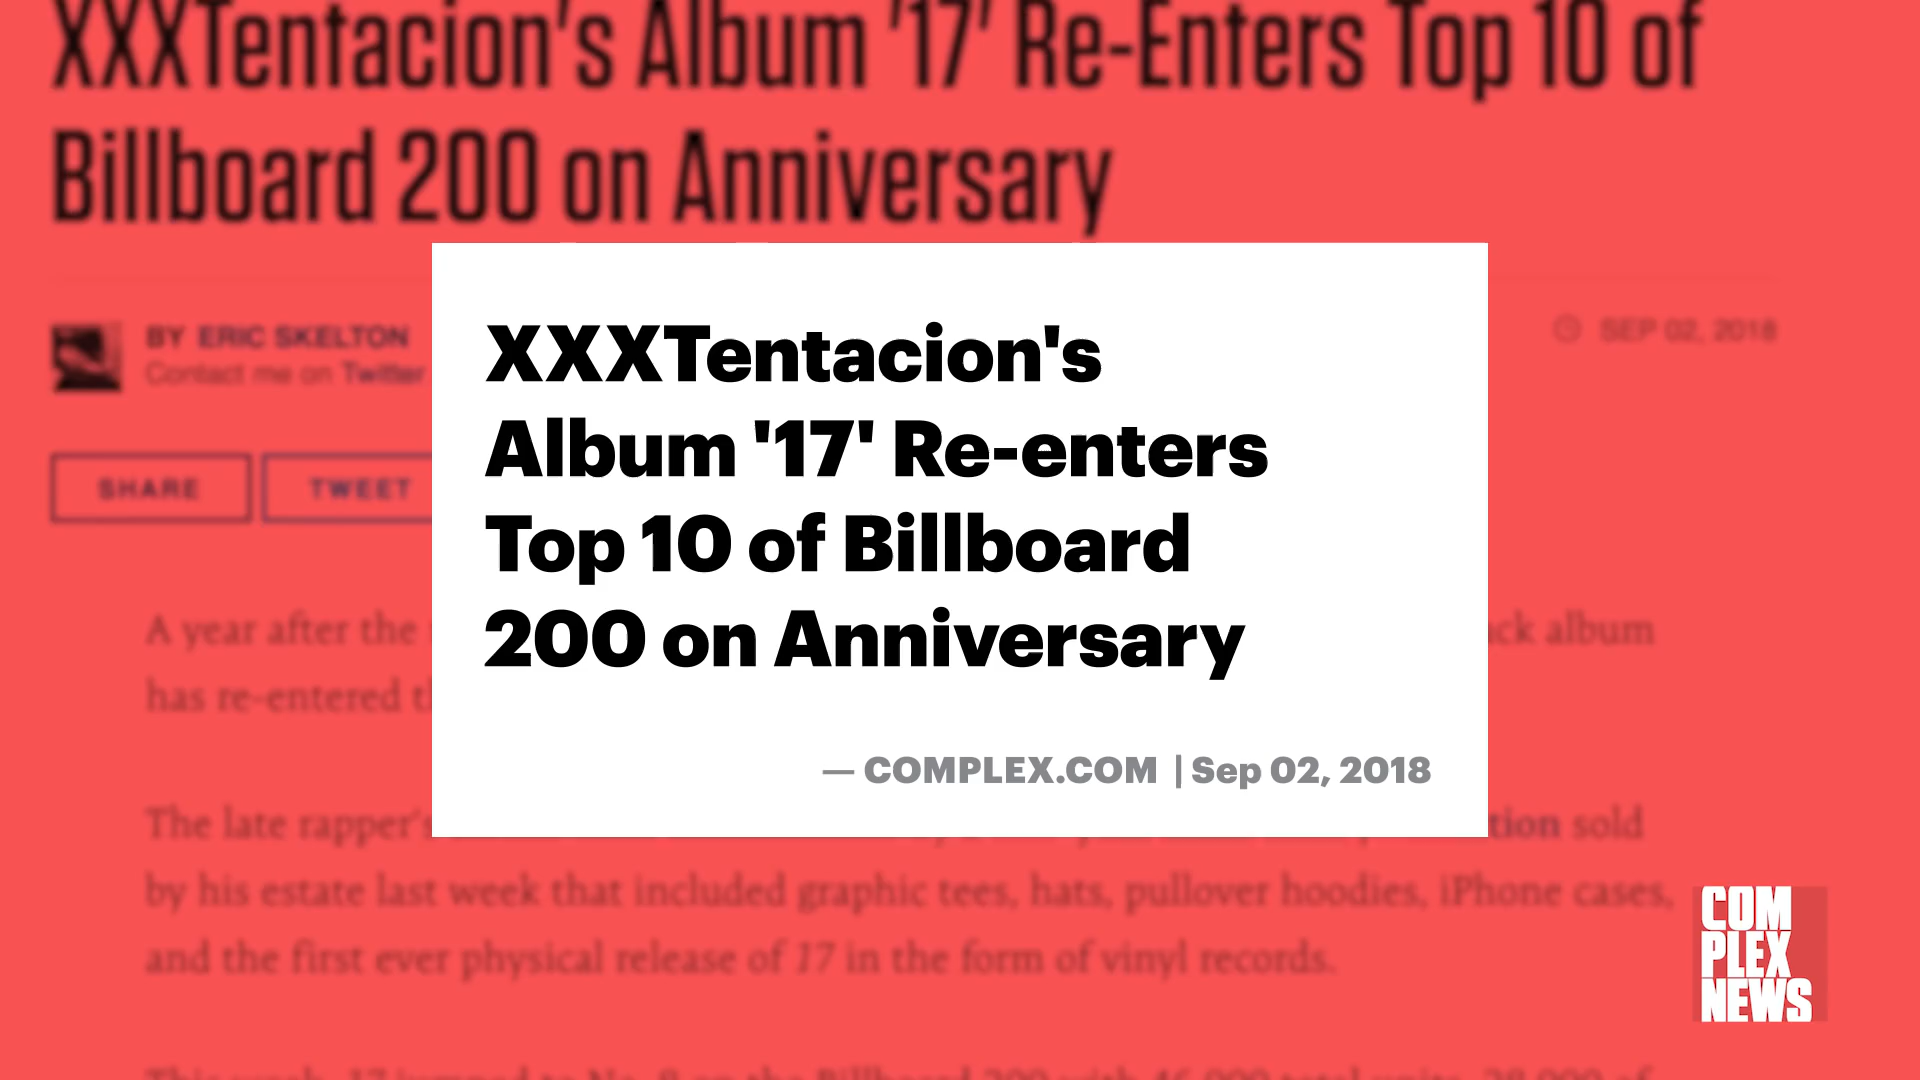 XXXTentacion's Album '17' Re-Enters Top 10 of
Billboard 200 on Anniversary
BY ERIC SKELTON
Contact me on Twitter
SEP 02, 2018
SHARE
TWEET
XXXTentacion's
Album '17' Re-enters
Top 10 of Billboard
200 on Anniversary
— COMPLEX.COM | Sep 02, 2018
A year after the album
has re-entered
The late rapper's sold
by his estate last week that included graphic tees, hats, pullover hoodies, iPhone cases,
and the first ever physical release of 17 in the form of vinyl records.
COM
PLEX
NEWS